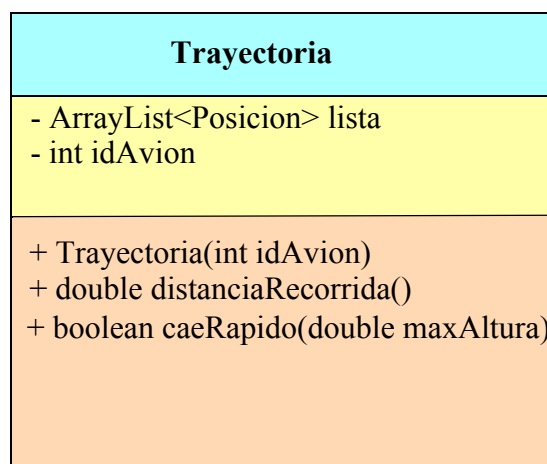 Trayectoria
- ArrayList<Posicion> lista
- int idAvion
+ Trayectoria(int idAvion)
+ double distanciaRecorrida()
+ boolean caeRapido(double maxAltura)